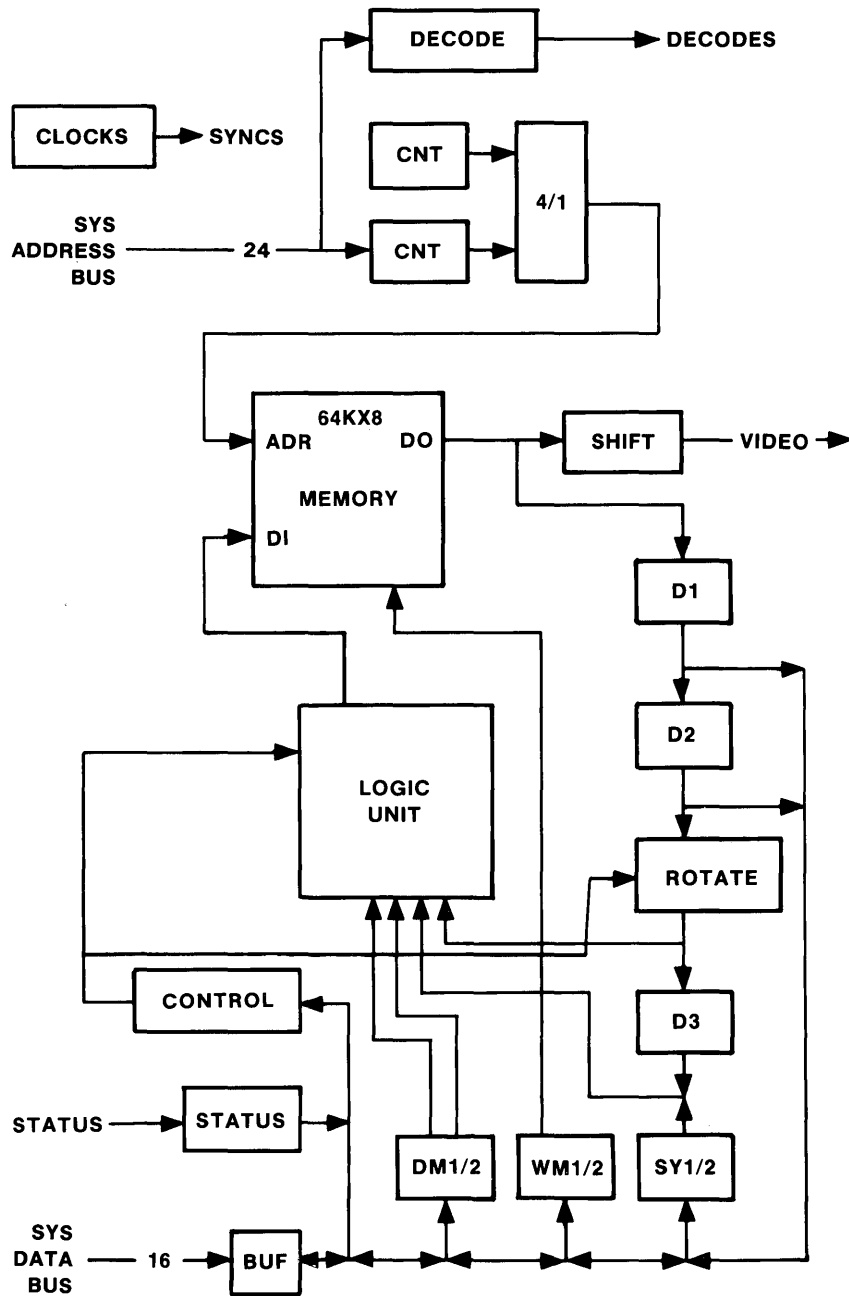 DECODE
DECODES
CLOCKS
SYNCS
CNT
4/1
SYS
ADDRESS
BUS
24
CNT
64KX8
ADR
DO
MEMORY
DI
SHIFT
VIDEO
D1
D2
LOGIC
UNIT
ROTATE
CONTROL
D3
STATUS
STATUS
DM1/2
WM1/2
SY1/2
SYS
DATA
BUS
16
BUF